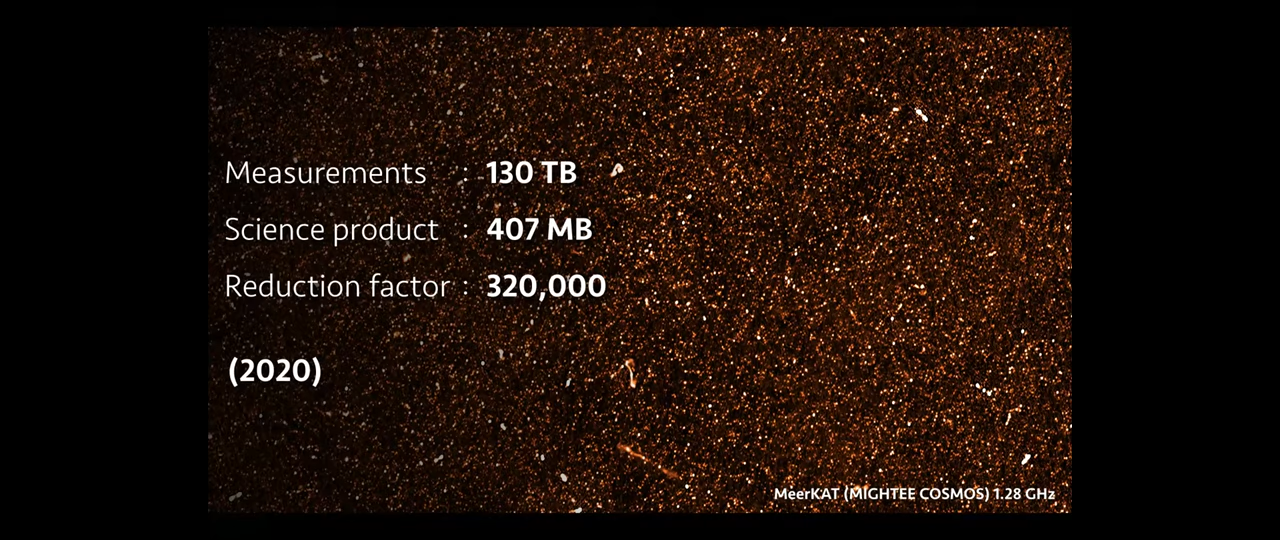 Measurements : 130 TB
Science product : 407 MB
Reduction factor : 320,000
(2020)
MeerKAT (MIGHTEE COSMOS) 1.28 GHz